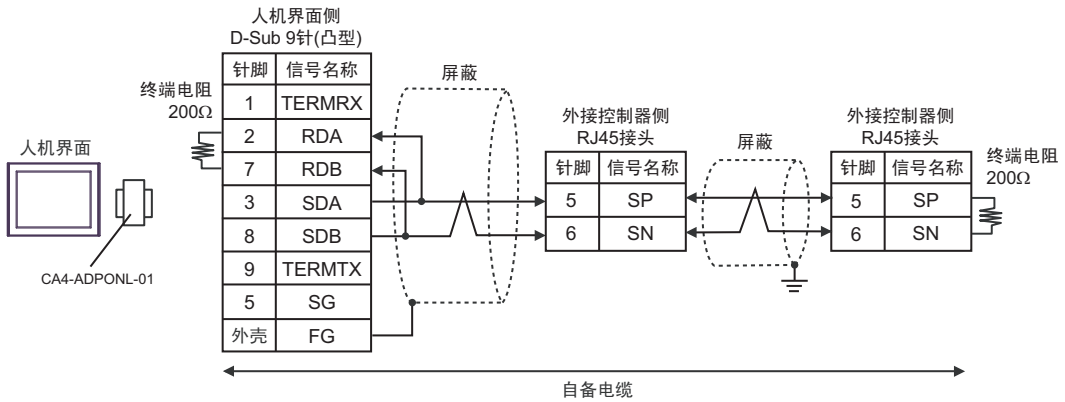 人机界面侧
D-Sub 9针(凸型)
针脚 信号名称
1 TERMRX
2 RDA
7 RDB
3 SDA
8 SDB
9 TERMTX
5 SG
外壳 FG
终端电阻
200Ω
人机界面
CA4-ADPONL-01
屏蔽
外接控制器侧
RJ45接头
针脚 信号名称
5 SP
6 SN
屏蔽
外接控制器侧
RJ45接头
针脚 信号名称
5 SP
6 SN
终端电阻
200Ω
自备电缆